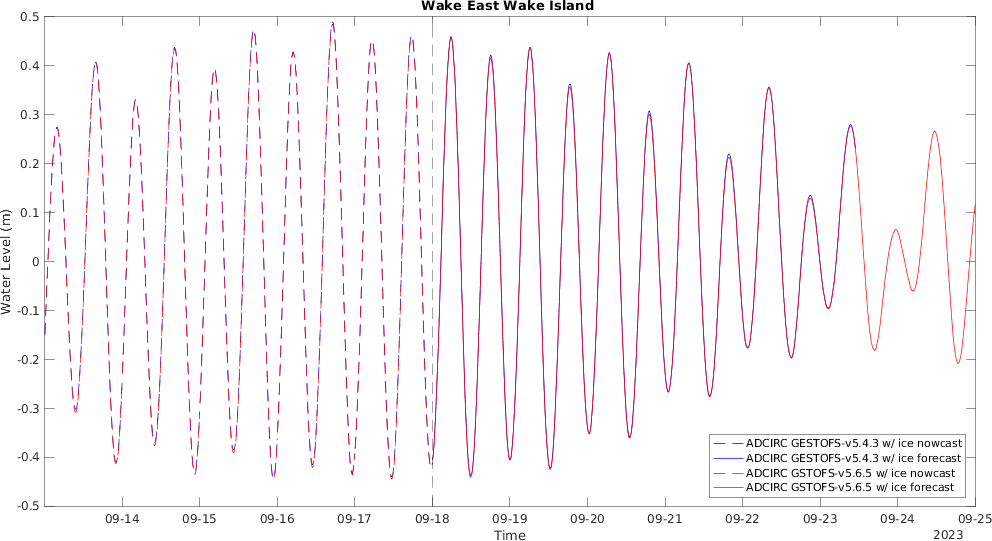 Wake East Wake Island
0.5
0.4
0.3
0.2
0.1
0
-0.1
-0.2
-0.3
-0.4
-0.5
Water Level (m)
ADCIRC GESTOFS-v5.4.3 w/ ice nowcast
ADCIRC GESTOFS-v5.4.3 w/ ice forecast
ADCIRC GSTOFS-v5.6.5 w/ ice nowcast
ADCIRC GSTOFS-v5.6.5 w/ ice forecast
09-14 09-15 09-16 09-17 09-18 09-19 09-20 09-21 09-22 09-23 09-24 09-25
Time
2023